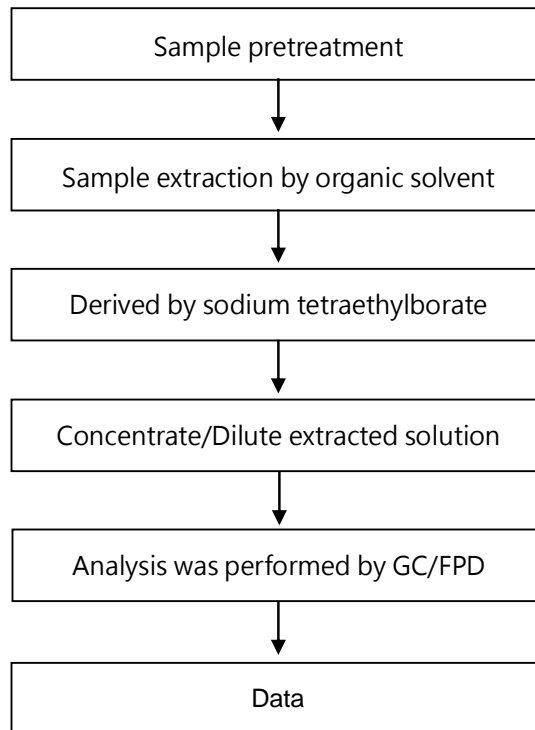 Sample pretreatment
Sample extraction by organic solvent
Derived by sodium tetraethylborate
Concentrate/Dilute extracted solution
Analysis was performed by GC/FPD
Data